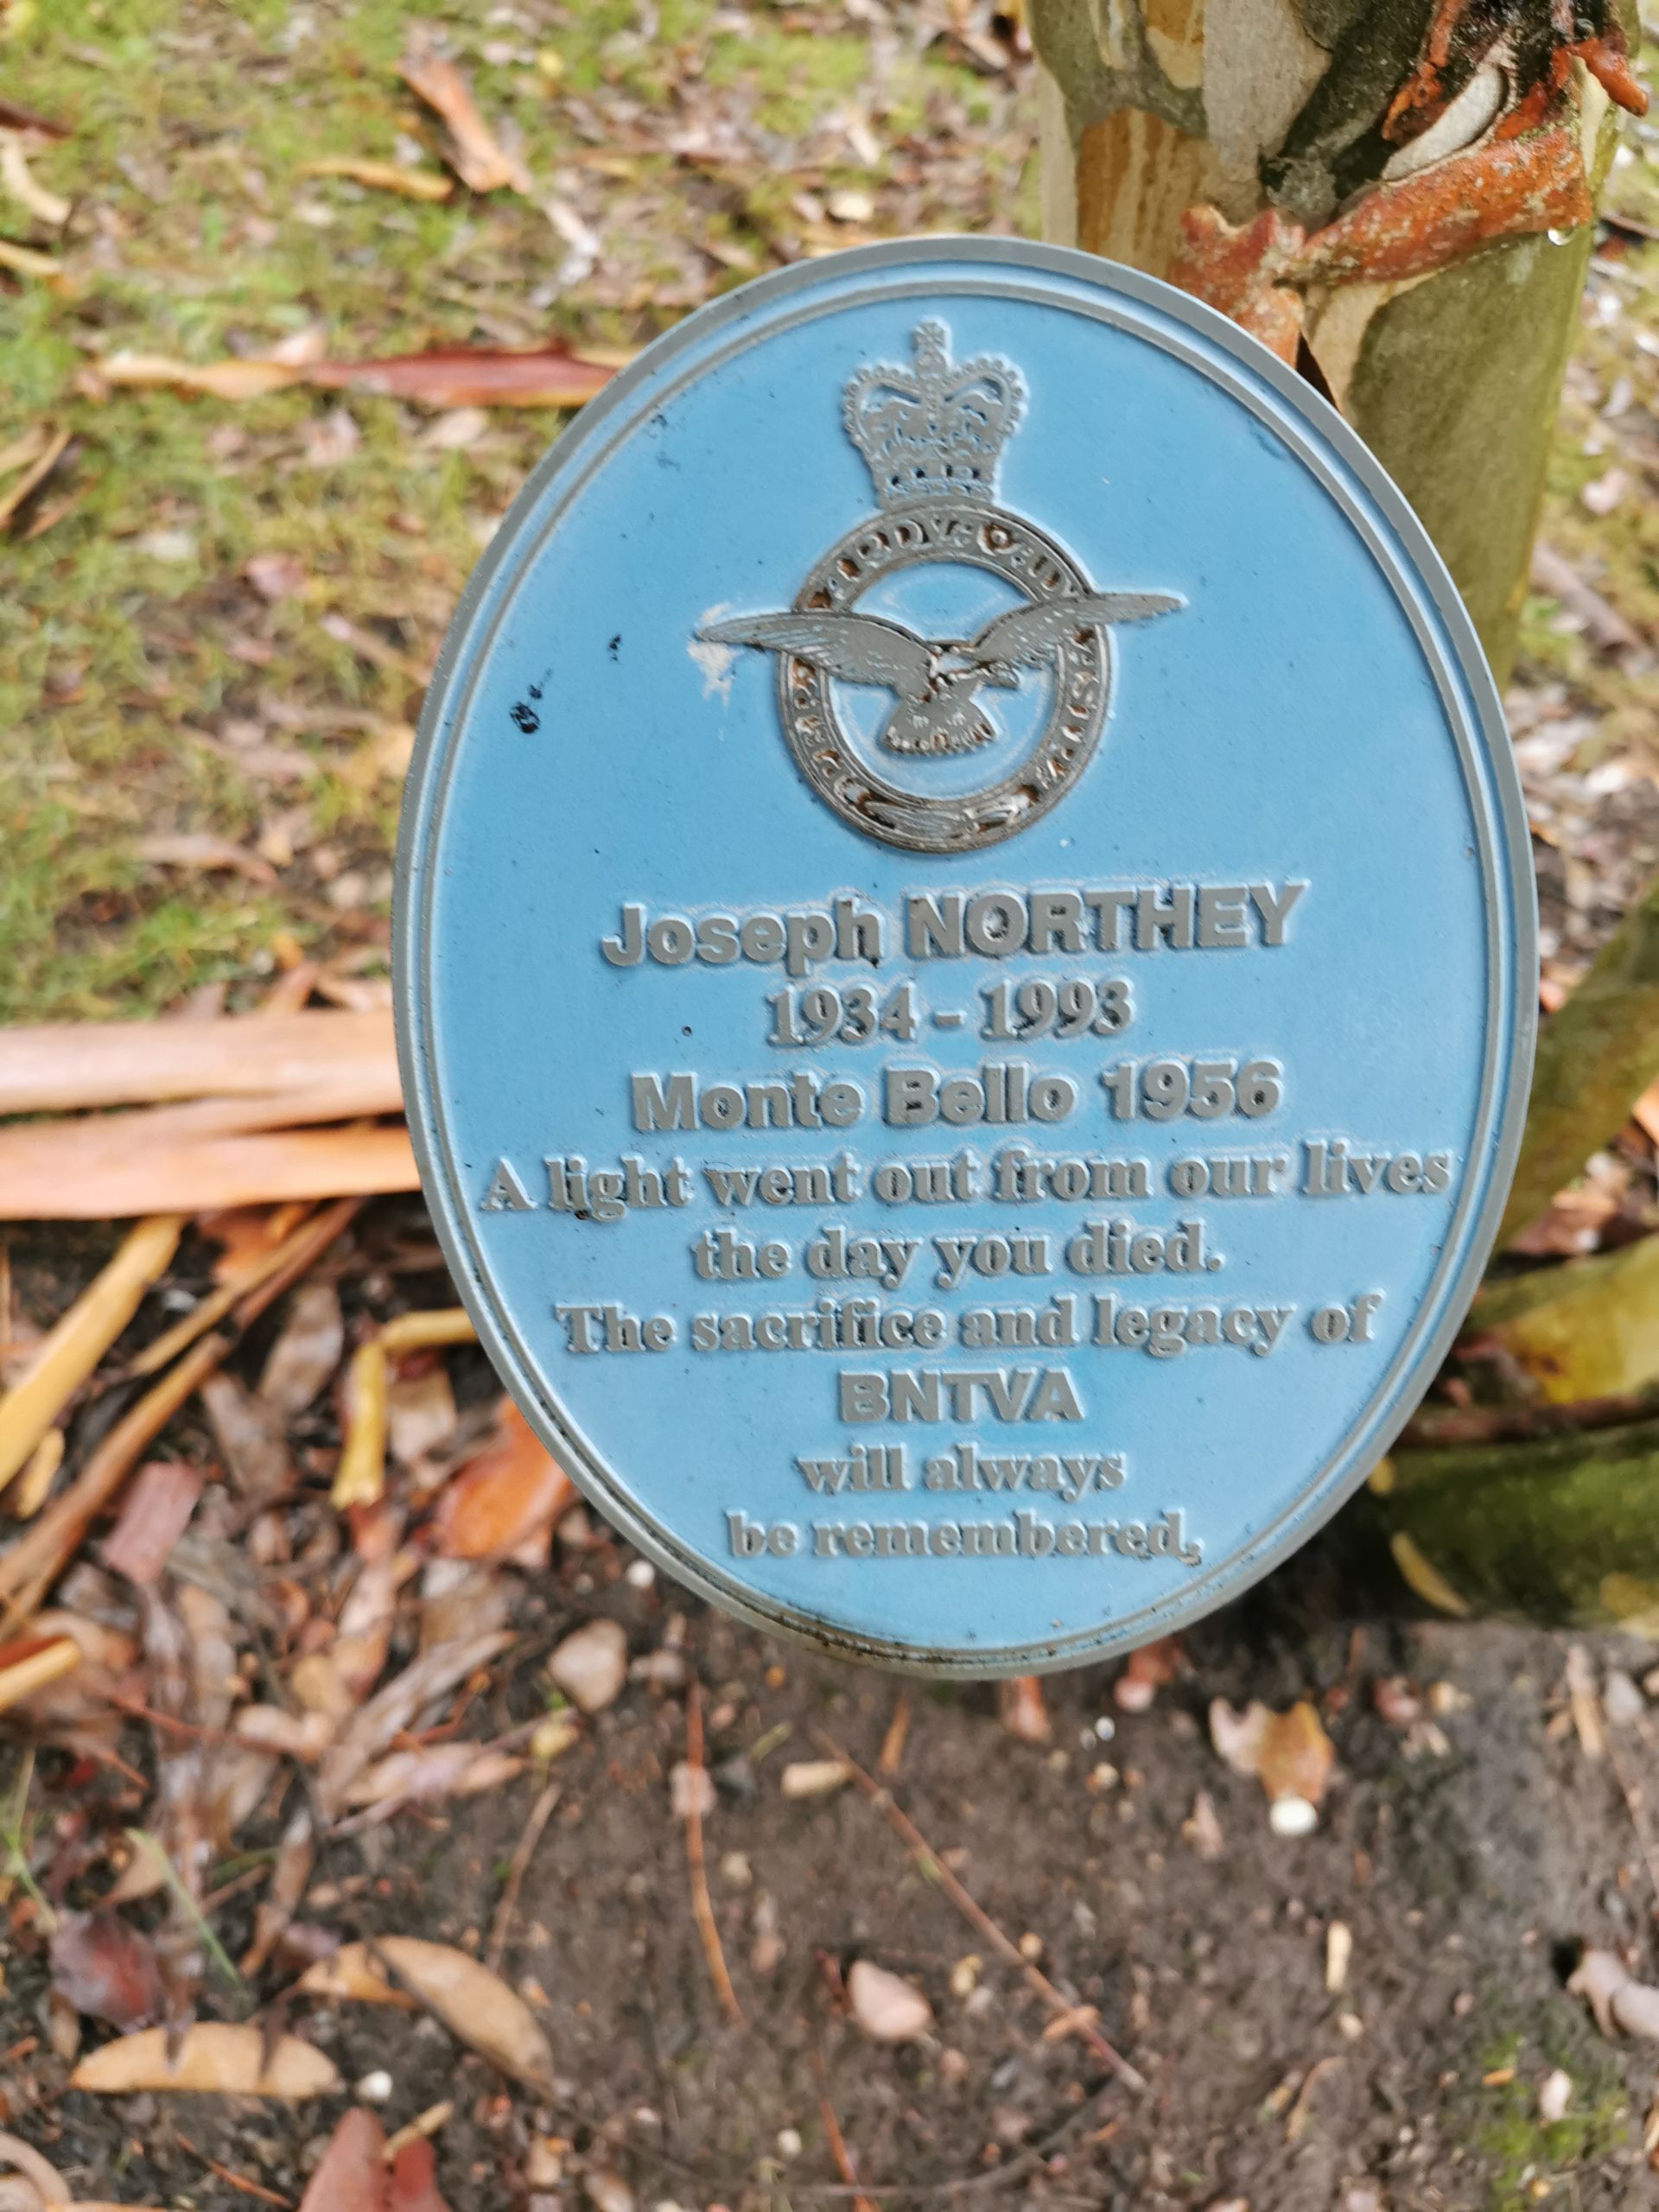 Joseph NORTHEY
1934 - 1993
Monte Bello 1956
A light went out from our lives
the day you died.
The sacrifice and legacy of
BNTVA
will always
be remembered.